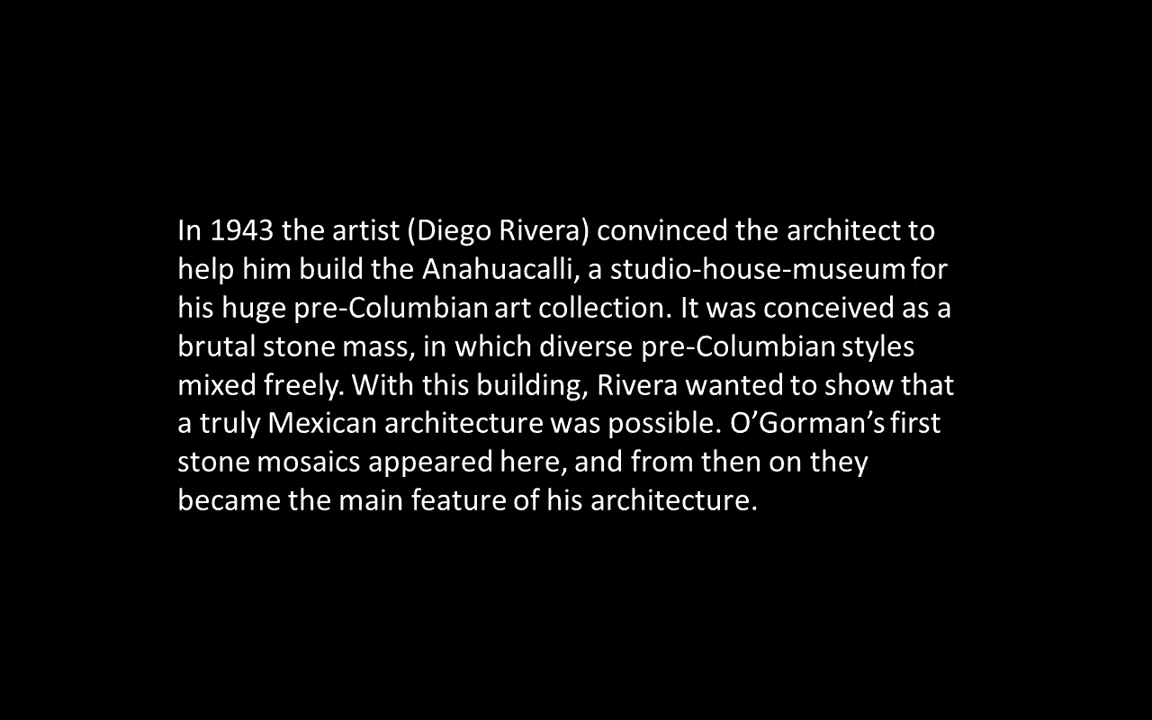 In 1943 the artist (Diego Rivera) convinced the architect to
help him build the Anahuacalli, a studio-house-museum for
his huge pre-Columbian art collection. It was conceived as a
brutal stone mass, in which diverse pre-Columbian styles
mixed freely. With this building, Rivera wanted to show that
a truly Mexican architecture was possible. O’Gorman’s first
stone mosaics appeared here, and from then on they
became the main feature of his architecture.